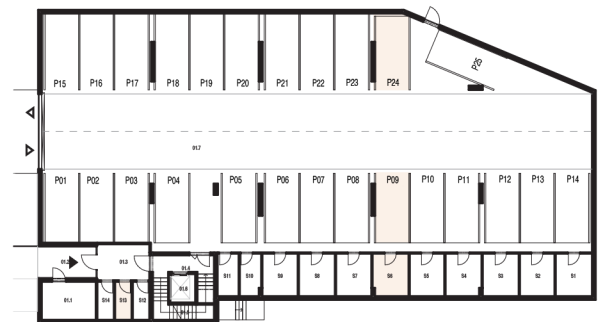 P15 P16 P17 P18 P19 P20 P21 P22 P23 P24 P25
01.7
P01 P02 P03 P04 P05 P06 P07 P08 P09 P10 P11 P12 P13 P14
01.2 01.3 01.4
S11 S10 S9 S8 S7 S6 S5 S4 S3 S2 S1
01.1 S14 S13 S12